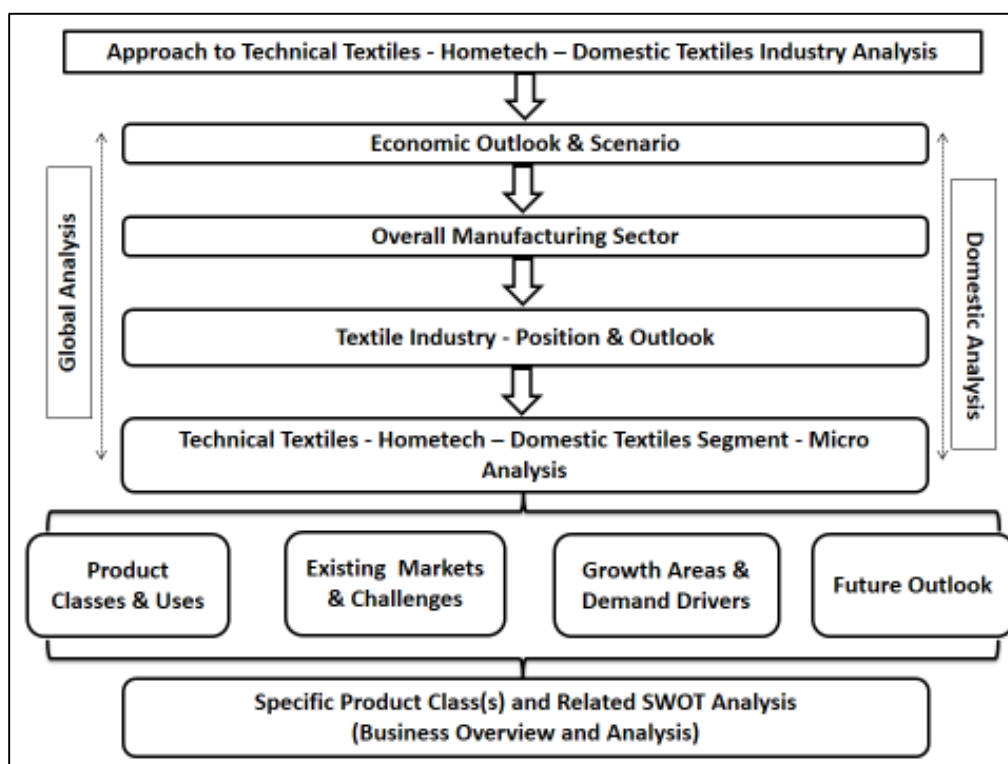 Approach to Technical Textiles - Hometech – Domestic Textiles Industry Analysis
Economic Outlook & Scenario
Overall Manufacturing Sector
Textile Industry - Position & Outlook
Global Analysis
Domestic Analysis
Technical Textiles - Hometech – Domestic Textiles Segment - Micro
Analysis
Product
Classes & Uses
Existing Markets
& Challenges
Growth Areas &
Demand Drivers
Future Outlook
Specific Product Class(s) and Related SWOT Analysis
(Business Overview and Analysis)